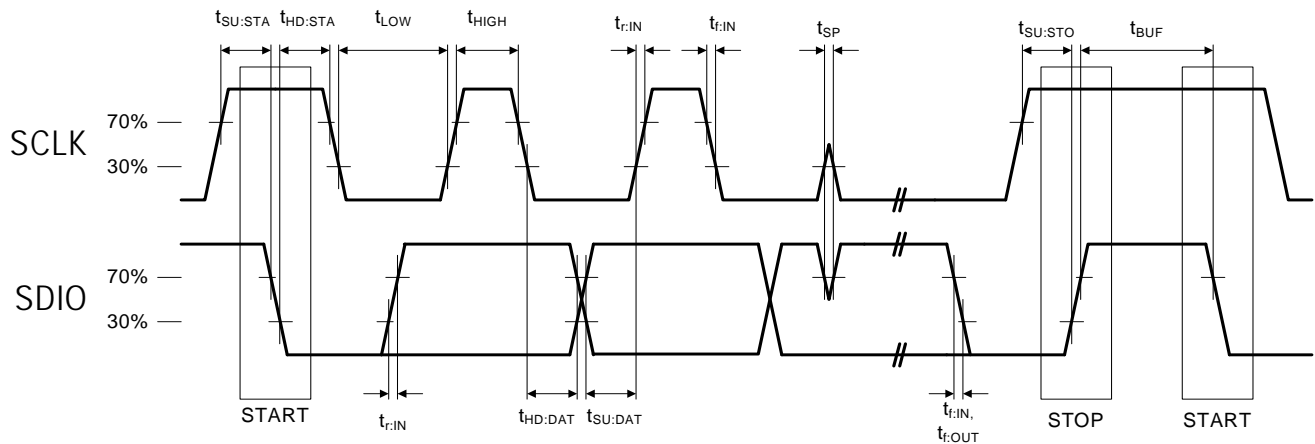 tSU:STA tHD:STA tLOW tHIGH tr:IN tf:IN tSP tSU:STO tBUF
SCLK
70%
30%
SDIO
70%
30%
START
tr:IN
tHD:DAT tSU:DAT
tf:IN,
tf:OUT
STOP
START